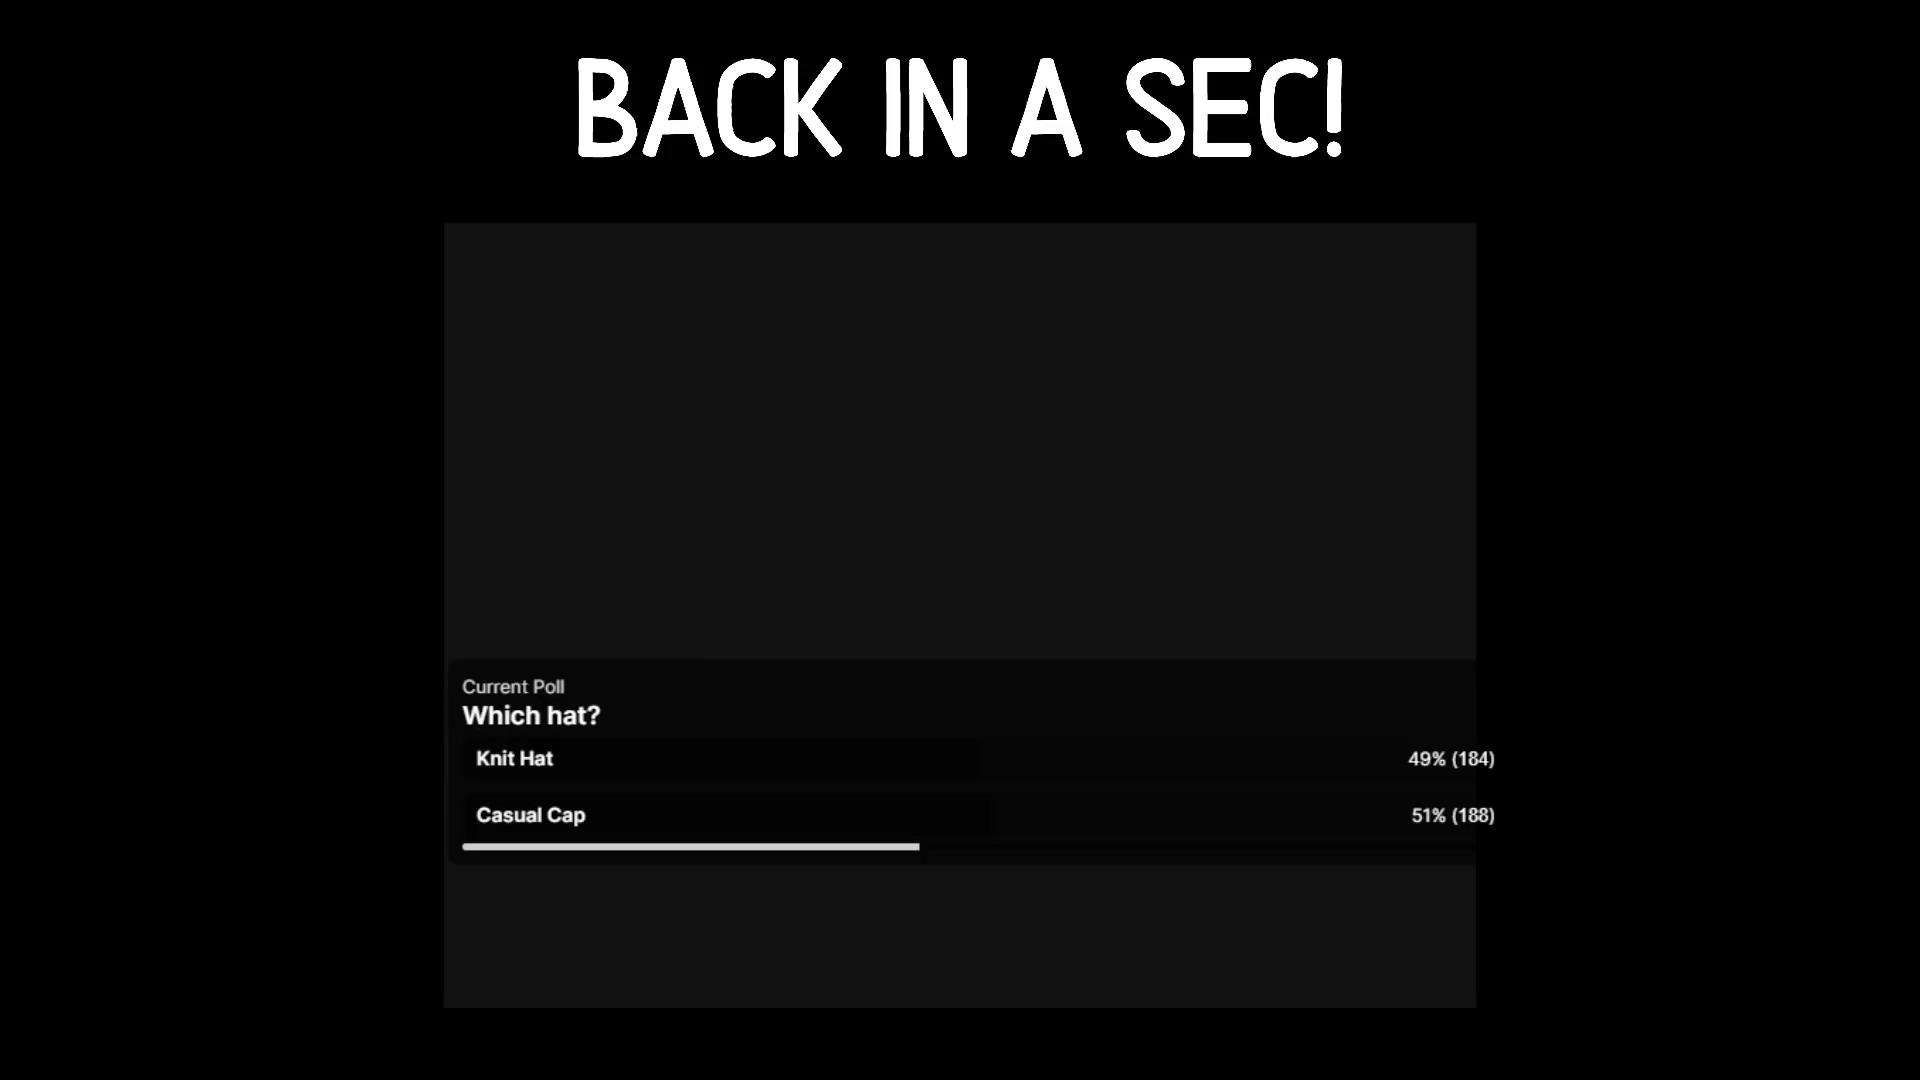 BACK IN A SEC!
Current Poll
Which hat?
Knit Hat 49% (184)
Casual Cap 51% (188)